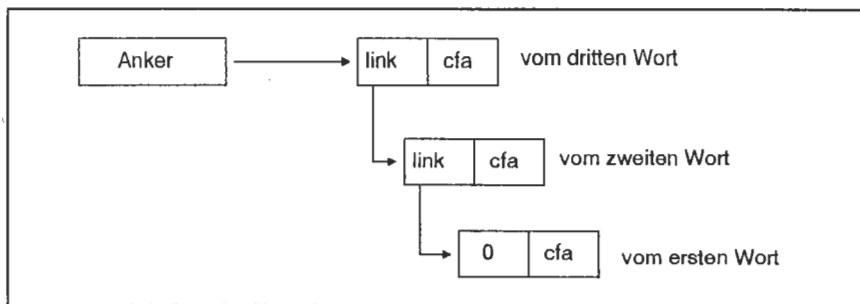 Anker link cfa vom dritten Wort
link cfa vom zweiten Wort
0 cfa vom ersten Wort